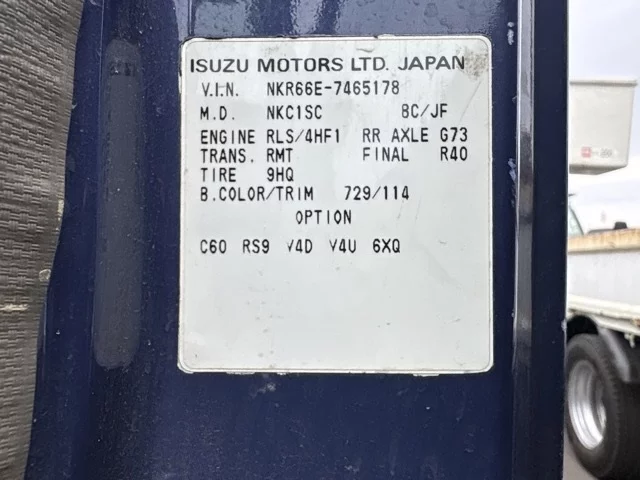 ISUZU MOTORS LTD. JAPAN
V.I.N. NKR66E-7465178
M.D. NKC1SC 8C/JF
ENGINE RLS/4HF1 RR AXLE G73
TRANS. RMT FINAL R40
TIRE 9HQ
B.COLOR/TRIM 729/114
OPTION
C60 RS9 V4D V4U 6XQ